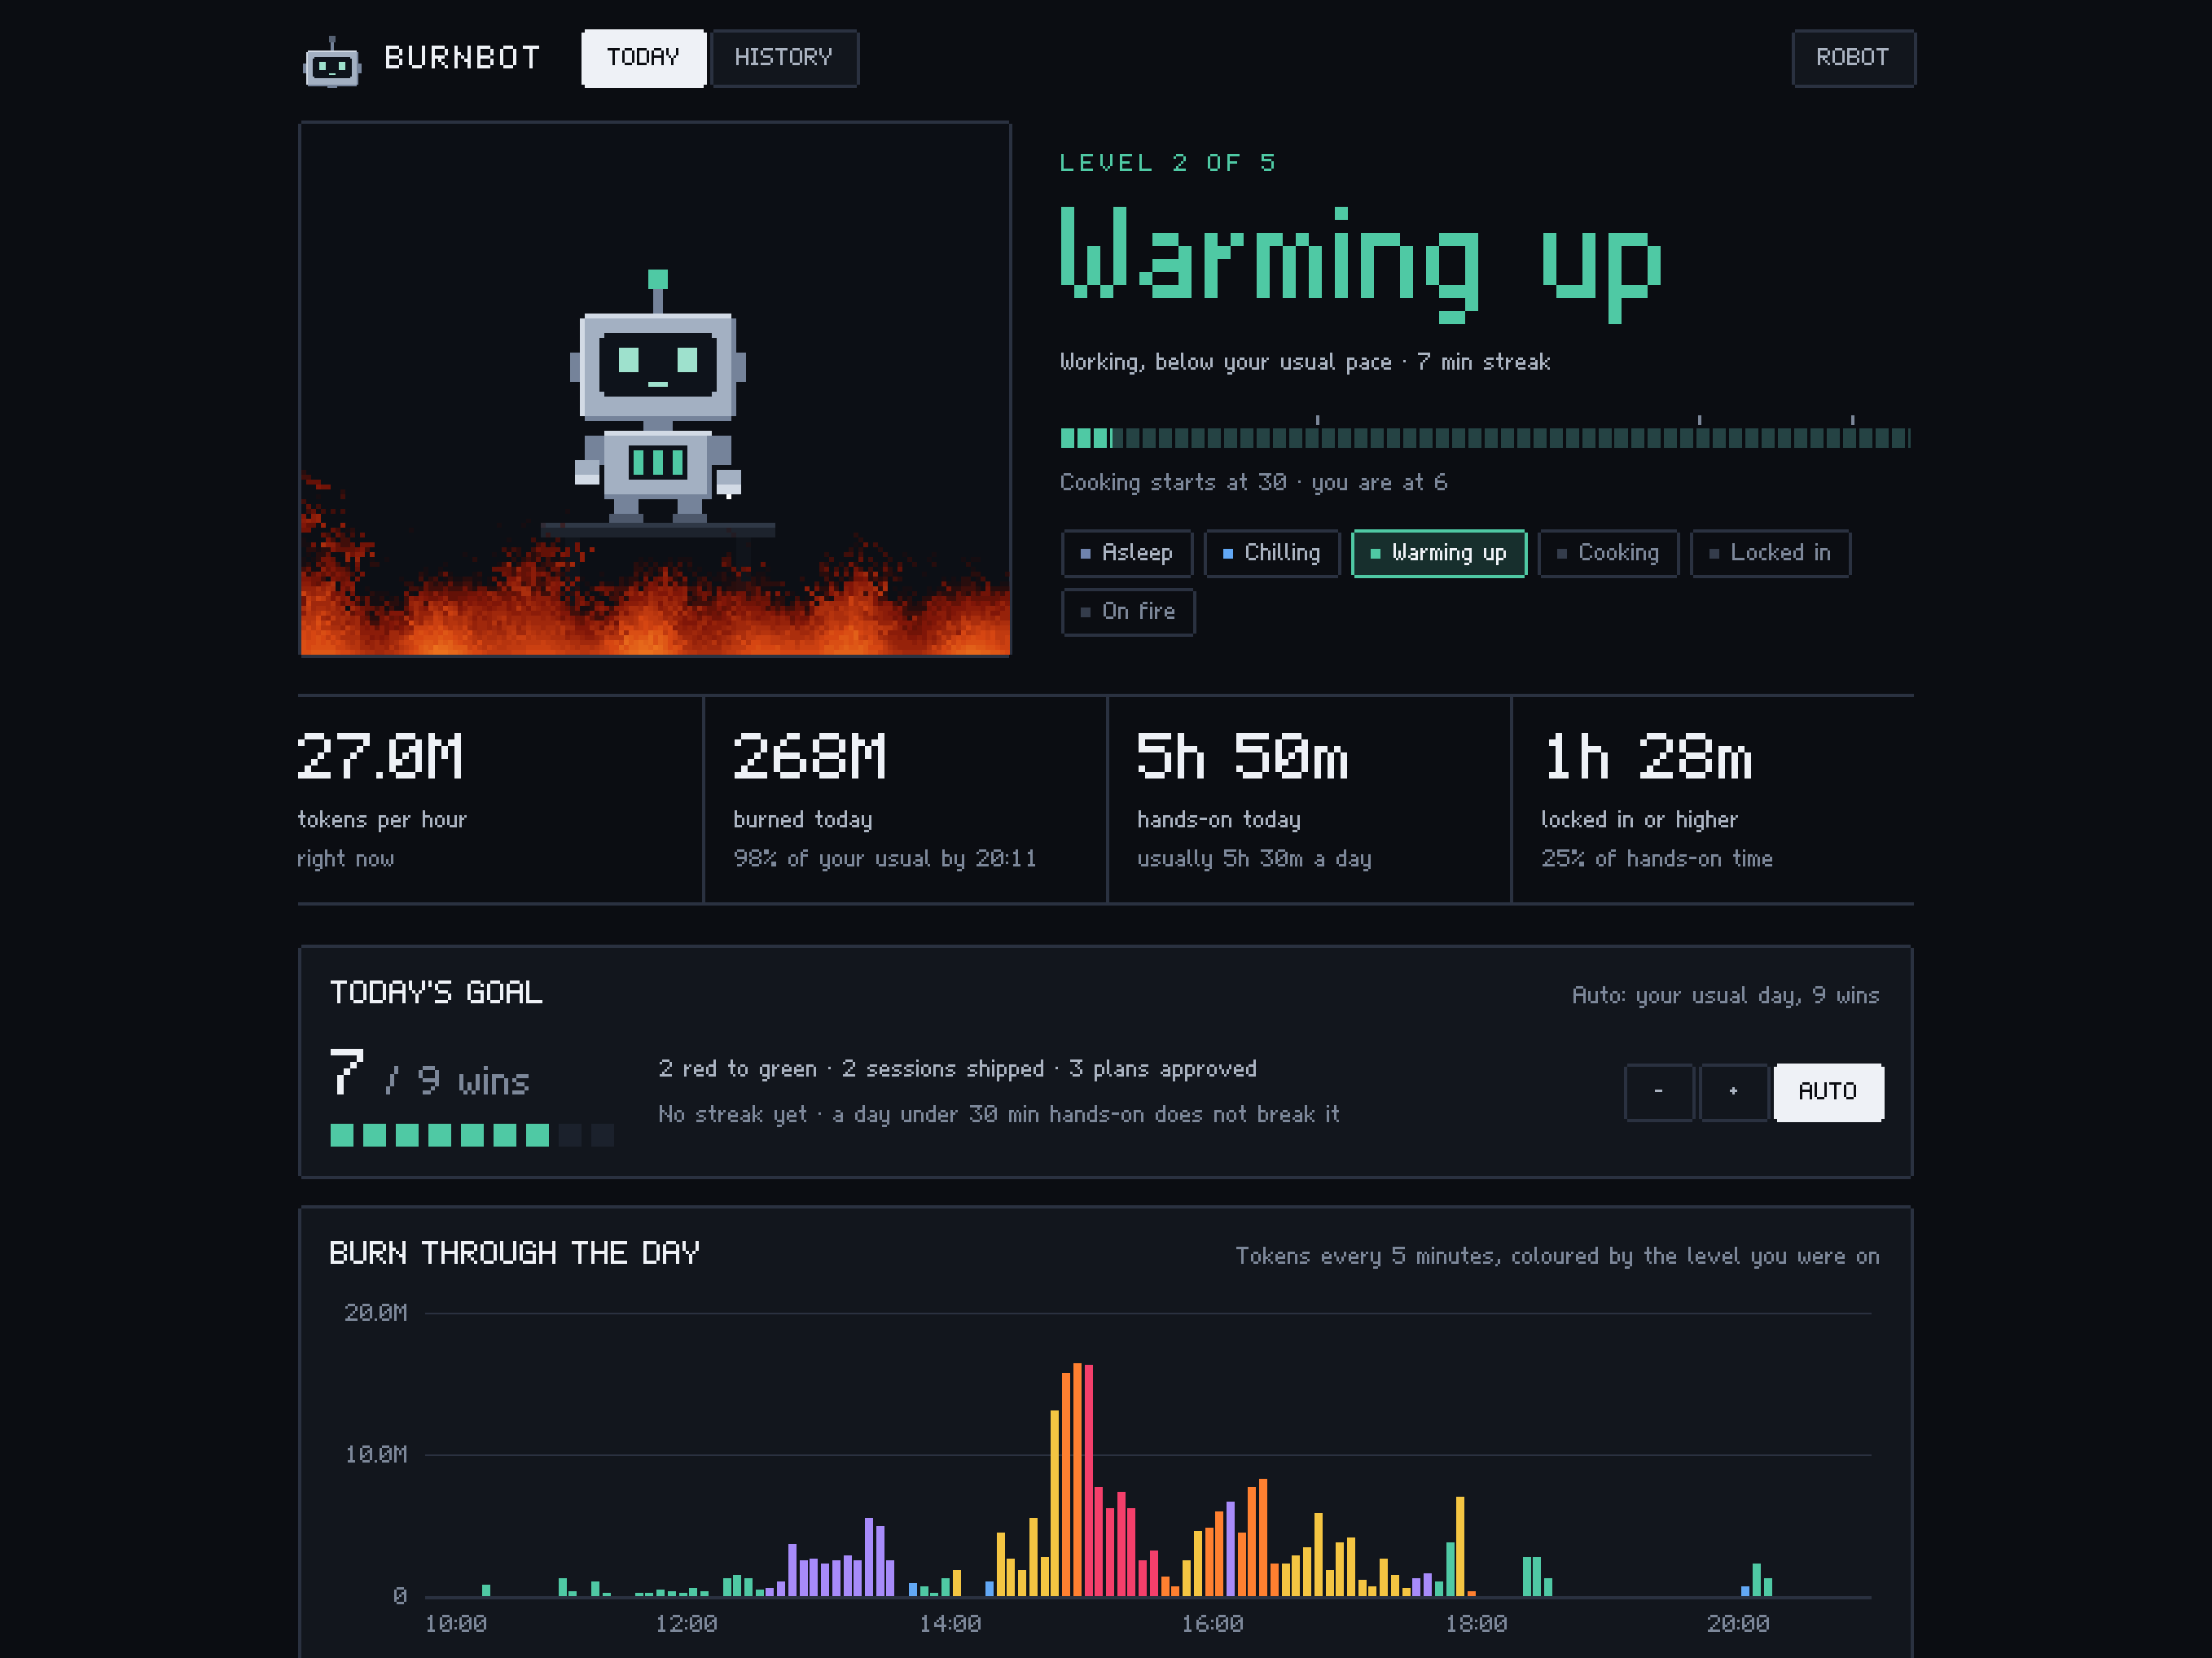 BURNBOT TODAY HISTORY ROBOT
LEVEL 2 OF 5
Warming up
Working, below your usual pace · 7 min streak
Cooking starts at 30 · you are at 6
Asleep Chilling Warming up Cooking Locked in
On fire
27.0M 268M 5h 50m 1h 28m
tokens per hour burned today hands-on today locked in or higher
right now 98% of your usual by 20:11 usually 5h 30m a day 25% of hands-on time
TODAY'S GOAL Auto: your usual day, 9 wins
7 / 9 wins
2 red to green · 2 sessions shipped · 3 plans approved
No streak yet · a day under 30 min hands-on does not break it
- + AUTO
BURN THROUGH THE DAY Tokens every 5 minutes, coloured by the level you were on
20.0M
10.0M
0
10:00 12:00 14:00 16:00 18:00 20:00